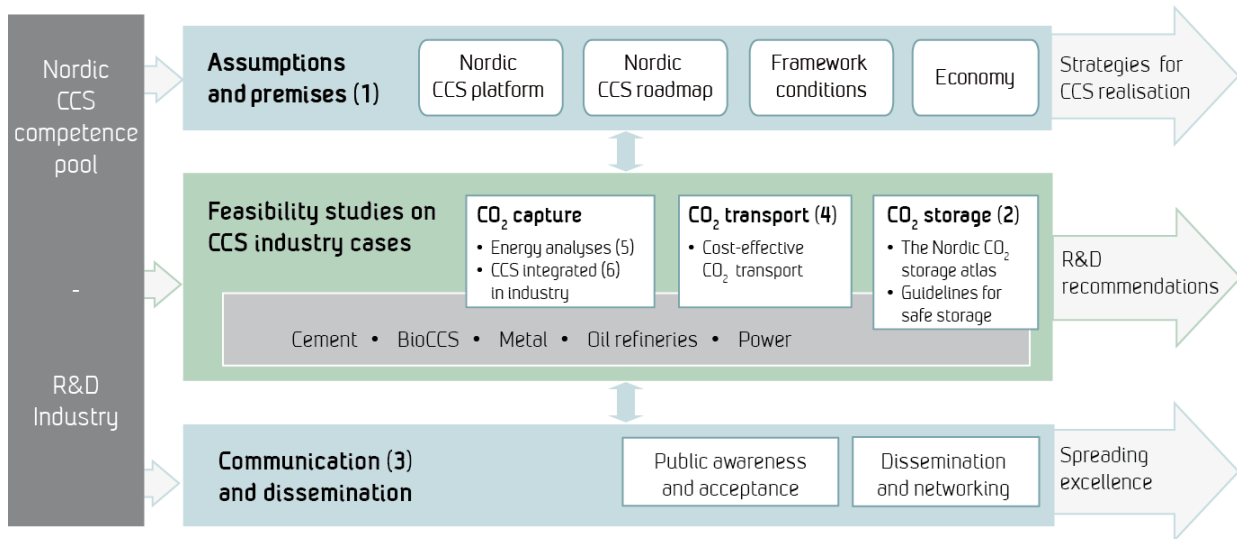 Nordic
CCS
competence
pool
-
R&D
Industry
Assumptions
and premises (1)
Nordic
CCS platform
Nordic
CCS roadmap
Framework
conditions
Economy
Strategies for
CCS realisation
Feasibility studies on
CCS industry cases
CO₂ capture
• Energy analyses (5)
• CCS integrated (6)
in industry
CO₂ transport (4)
• Cost-effective
CO₂ transport
CO₂ storage (2)
• The Nordic CO₂
storage atlas
• Guidelines for
safe storage
Cement • BioCCS • Metal • Oil refineries • Power
R&D
recommendations
Communication (3)
and dissemination
Public awareness
and acceptance
Dissemination
and networking
Spreading
excellence